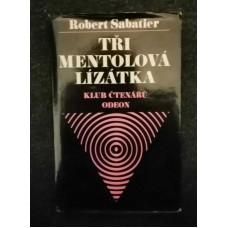 Robert Sabatier
TŘI
MENTOLOVÁ
LÍZÁTKA
KLUB ČTENÁŘŮ
ODEON